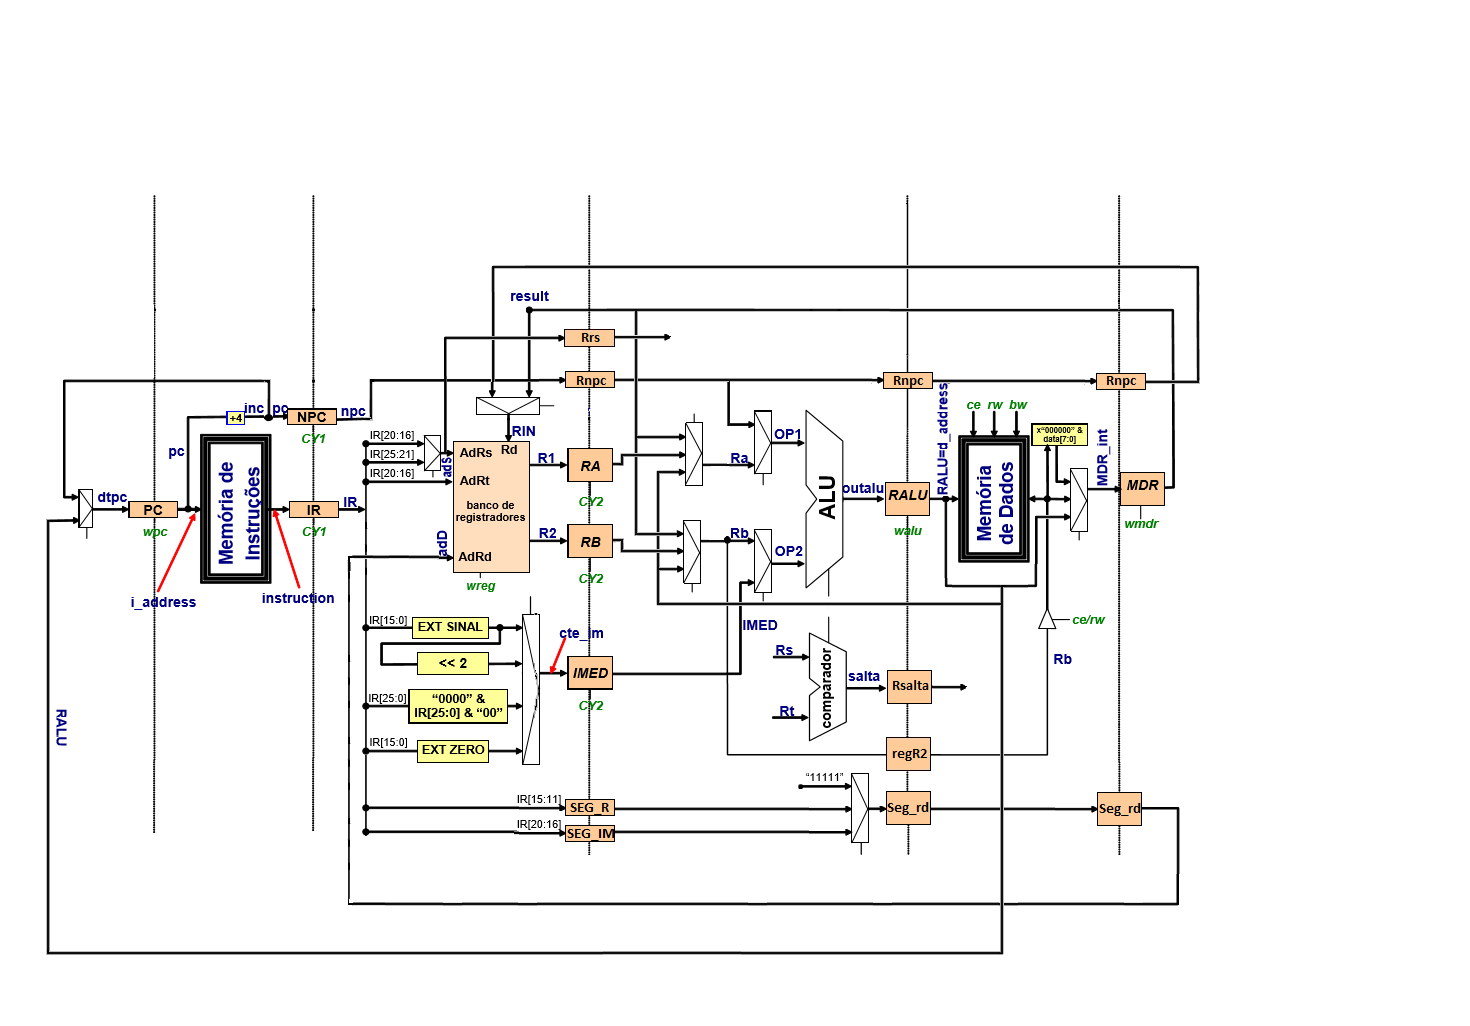 result
Rrs
Rnpc
Rnpc
Rnpc
ce rw bw
x“000000” &
data[7:0]
inc_pc
+4
NPC
npc
CY1
pc
IR[20:16]
IR[25:21]
IR[20:16]
adS
RIN
Rd
AdRs
AdRt
banco de
registradores
AdRd
adD
wreg
R1
R2
RA
CY2
RB
CY2
Ra
Rb
OP1
OP2
ALU
outalu
RALU
walu
RALU=d_address
Memória
de Dados
MDR_int
MDR
wmdr
dtpc
PC
wpc
Memória de
Instruções
IR
CY1
IR
i_address
instruction
IR[15:0]
EXT SINAL
<< 2
IR[25:0]
“0000” &
IR[25:0] & “00”
IR[15:0]
EXT ZERO
cte_im
IMED
CY2
IMED
Rs
Rt
comparador
salta
Rsalta
ce/rw
Rb
regR2
RALU
“11111”
IR[15:11]
SEG_R
IR[20:16]
SEG_IM
Seg_rd
Seg_rd